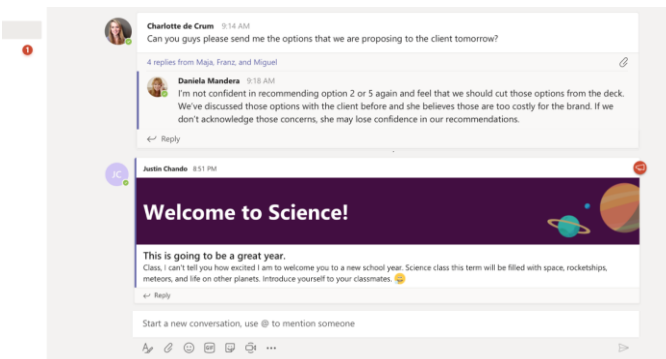 1
Charlotte de Crum 9:14 AM
Can you guys please send me the options that we are proposing to the client tomorrow?
4 replies from Maja, Franz, and Miguel
Daniela Mandera 9:18 AM
I'm not confident in recommending option 2 or 5 again and feel that we should cut those options from the deck.
We've discussed those options with the client before and she believes those are too costly for the brand. If we
don't acknowledge those concerns, she may lose confidence in our recommendations.
Reply
JC
Justin Chando 8:51 PM
Welcome to Science!
This is going to be a great year.
Class, I can't tell you how excited I am to welcome you to a new school year. Science class this term will be filled with space, rocketships,
meteors, and life on other planets. Introduce yourself to your classmates.
Reply
Start a new conversation, use @ to mention someone
GIF